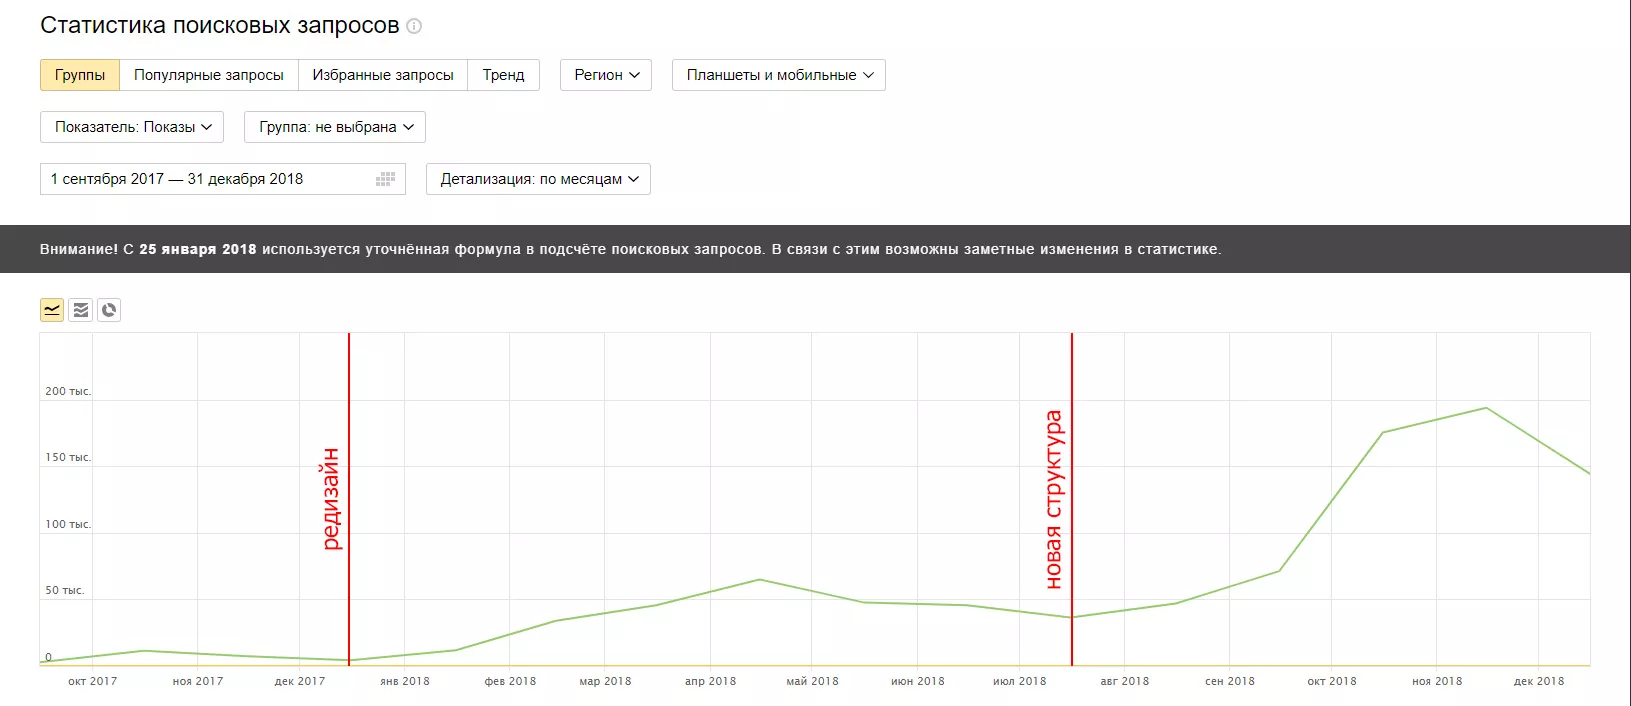 Статистика поисковых запросов
Группы Популярные запросы Избранные запросы Тренд Регион Планшеты и мобильные
Показатель: Показы Группа: не выбрана
1 сентября 2017 — 31 декабря 2018 Детализация: по месяцам
Внимание! С 25 января 2018 используется уточнённая формула в подсчёте поисковых запросов. В связи с этим возможны заметные изменения в статистике.
200 тыс.
150 тыс.
100 тыс.
50 тыс.
0
редизайн
новая структура
окт 2017 ноя 2017 дек 2017 янв 2018 фев 2018 мар 2018 апр 2018 май 2018 июн 2018 июл 2018 авг 2018 сен 2018 окт 2018 ноя 2018 дек 2018